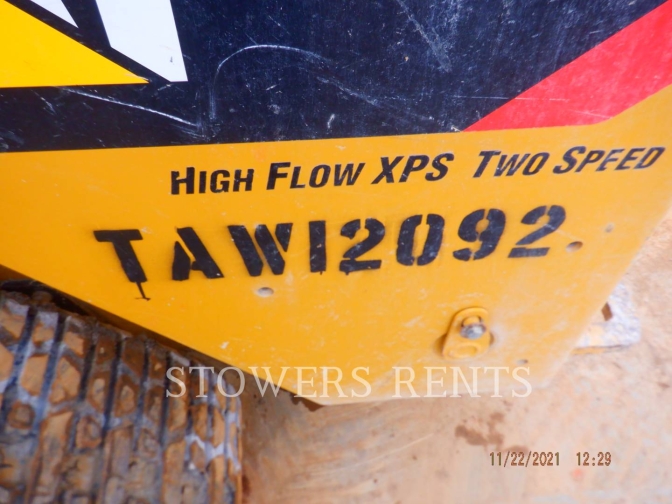 HIGH FLOW XPS TWO SPEED
TAW12092
STOWERS RENTS
11/22/2021 12:29